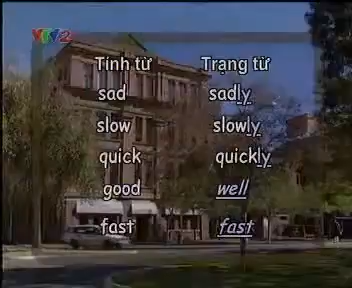 VTV2
Tính từ Trạng từ
sad sadly
slow slowly
quick quickly
good well
fast fast